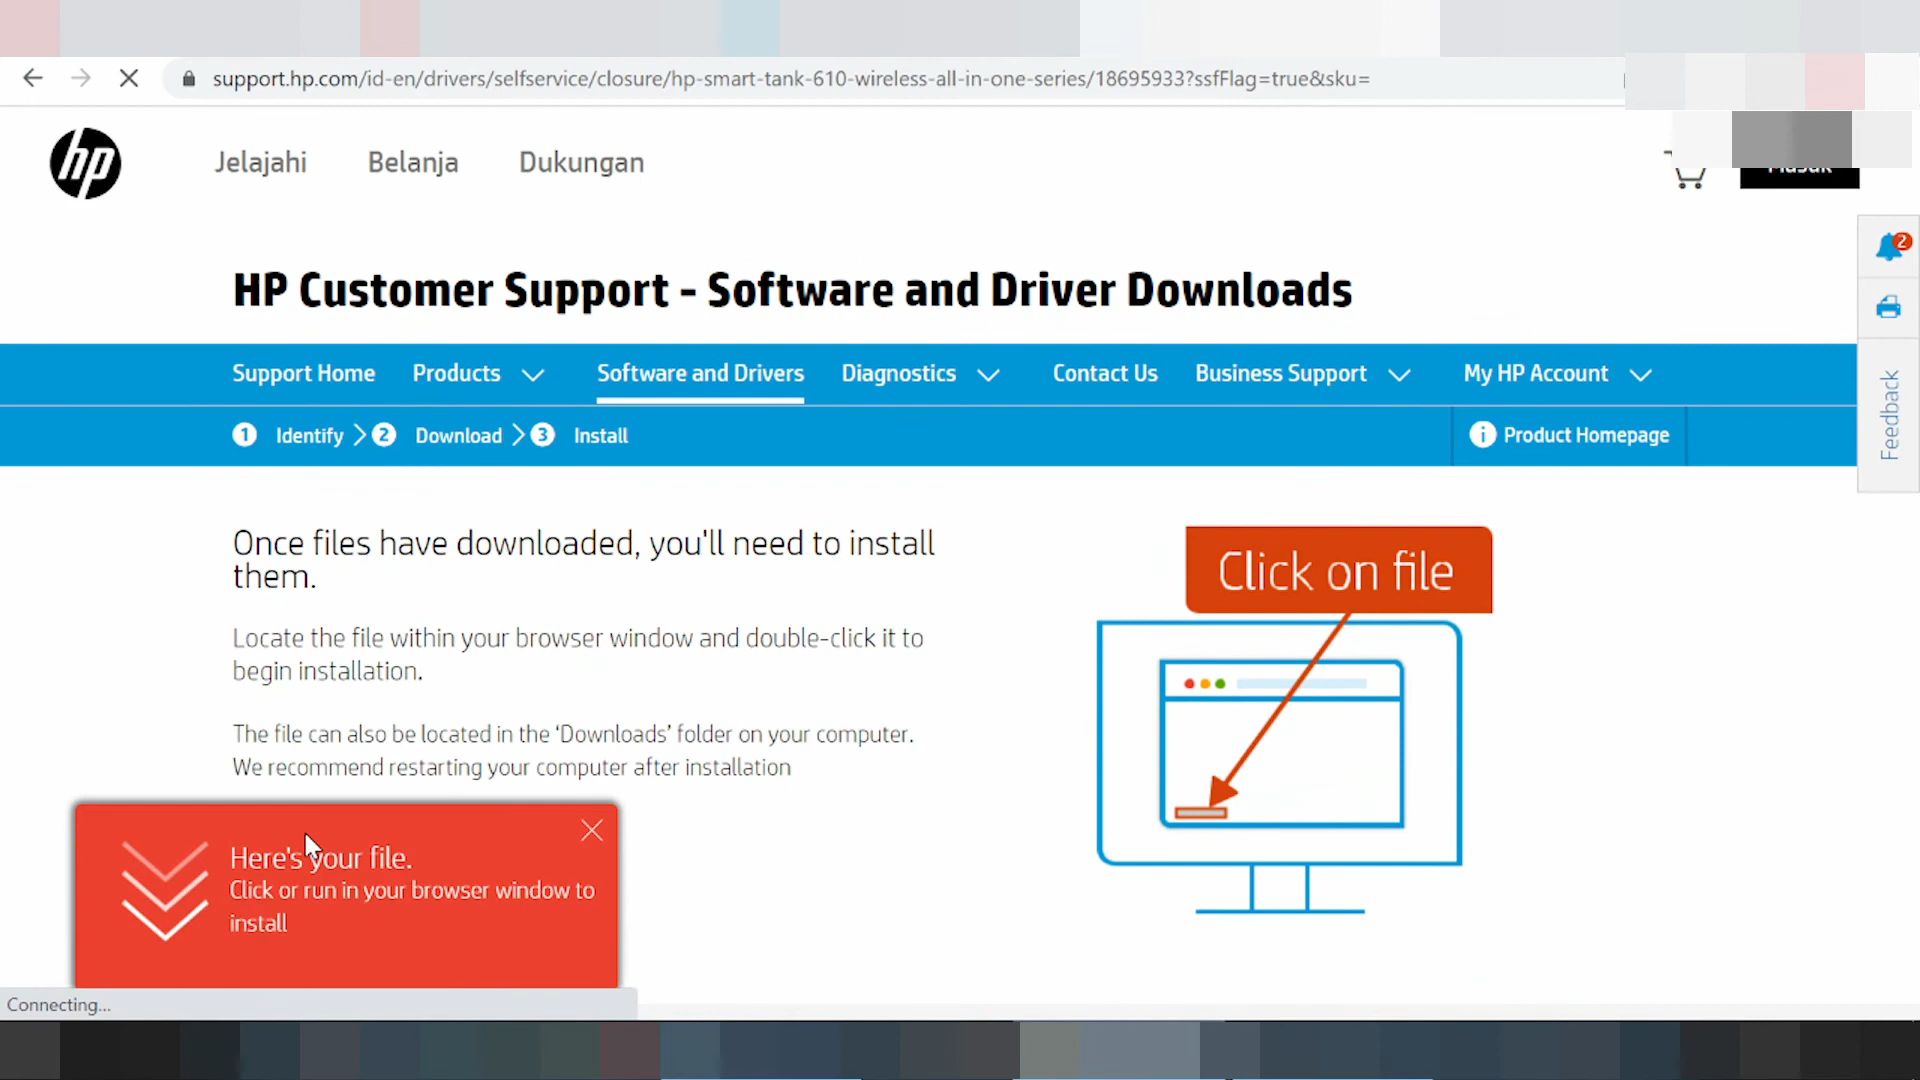 support.hp.com/id-en/drivers/selfservice/closure/hp-smart-tank-610-wireless-all-in-one-series/18695933?ssfFlag=true&sku=
hp
Jelajahi Belanja Dukungan
Masuk
2
HP Customer Support - Software and Driver Downloads
Support Home Products Software and Drivers Diagnostics Contact Us Business Support My HP Account
1 Identify 2 Download 3 Install
i Product Homepage
Feedback
Once files have downloaded, you'll need to install
them.
Locate the file within your browser window and double-click it to
begin installation.
The file can also be located in the ‘Downloads’ folder on your computer.
We recommend restarting your computer after installation
Click on file
Here's your file.
Click or run in your browser window to
install
Connecting...